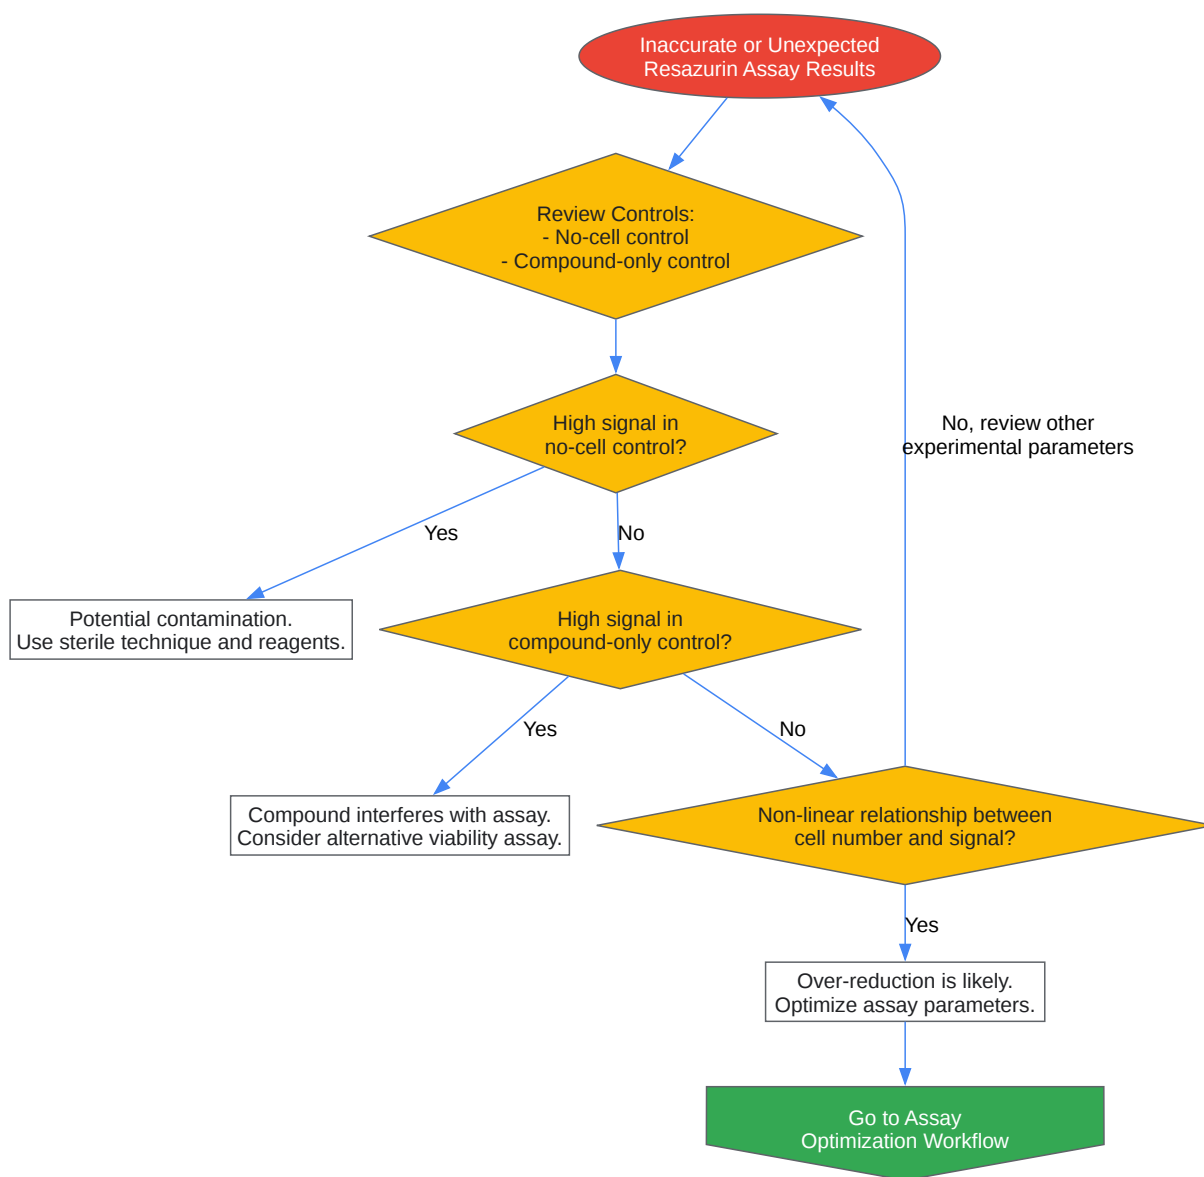 Inaccurate or Unexpected
Resazurin Assay Results
Review Controls:
- No-cell control
- Compound-only control
High signal in
no-cell control?
No, review other
experimental parameters
Yes
No
Potential contamination.
Use sterile technique and reagents.
High signal in
compound-only control?
Yes
No
Compound interferes with assay.
Consider alternative viability assay.
Non-linear relationship between
cell number and signal?
Yes
Over-reduction is likely.
Optimize assay parameters.
Go to Assay
Optimization Workflow